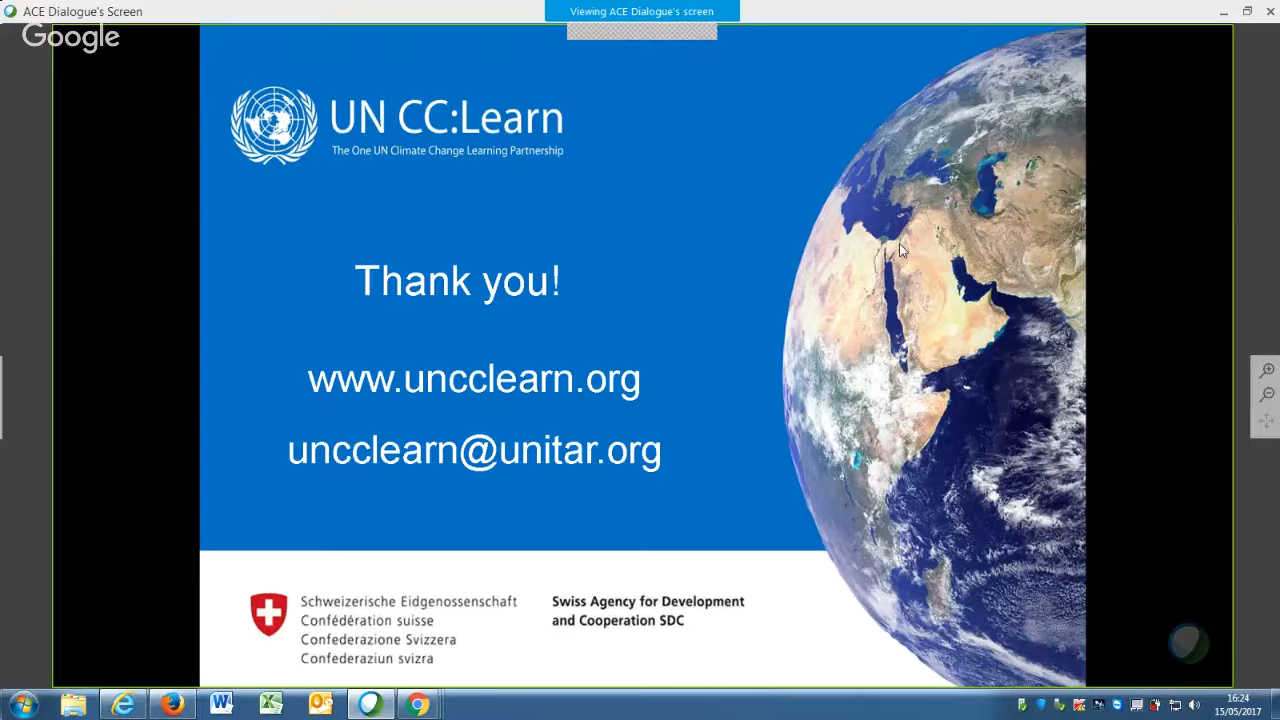 ACE Dialogue's Screen
Viewing ACE Dialogue's screen
Google
UN CC:Learn
The One UN Climate Change Learning Partnership
Thank you!
www.uncclearn.org
uncclearn@unitar.org
Schweizerische Eidgenossenschaft
Confédération suisse
Confederazione Svizzera
Confederaziun svizra
Swiss Agency for Development
and Cooperation SDC
16:24
15/05/2017